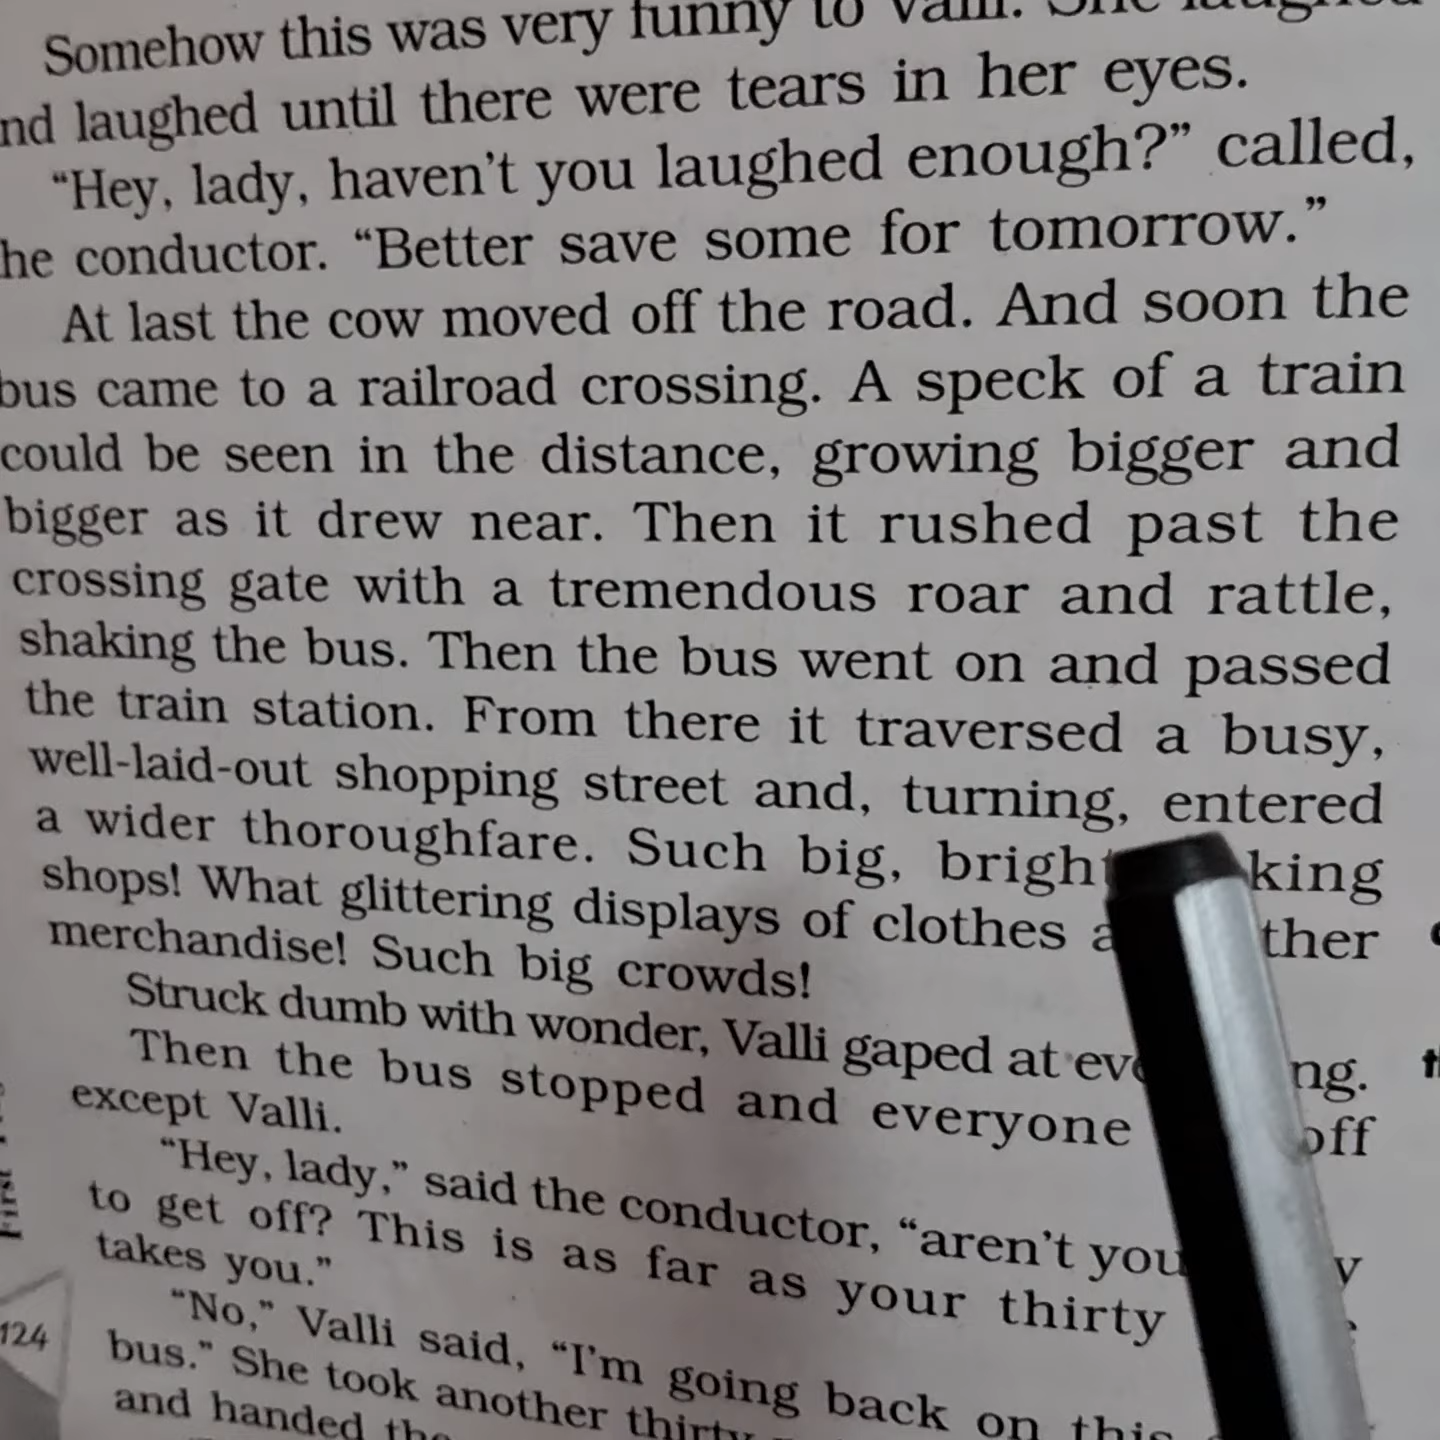 Somehow this was very funny to Valli. She laughed
nd laughed until there were tears in her eyes.
“Hey, lady, haven’t you laughed enough?” called,
he conductor. “Better save some for tomorrow.”
At last the cow moved off the road. And soon the
bus came to a railroad crossing. A speck of a train
could be seen in the distance, growing bigger and
bigger as it drew near. Then it rushed past the
crossing gate with a tremendous roar and rattle,
shaking the bus. Then the bus went on and passed
the train station. From there it traversed a busy,
well-laid-out shopping street and, turning, entered
a wider thoroughfare. Such big, bright king
shops! What glittering displays of clothes a ther
merchandise! Such big crowds!
Struck dumb with wonder, Valli gaped at eve ng.
Then the bus stopped and everyone off
except Valli.
“Hey, lady,” said the conductor, “aren’t you y
to get off? This is as far as your thirty
takes you.”
“No,” Valli said, “I’m going back on this
bus.” She took another thirty
and handed the
First
124